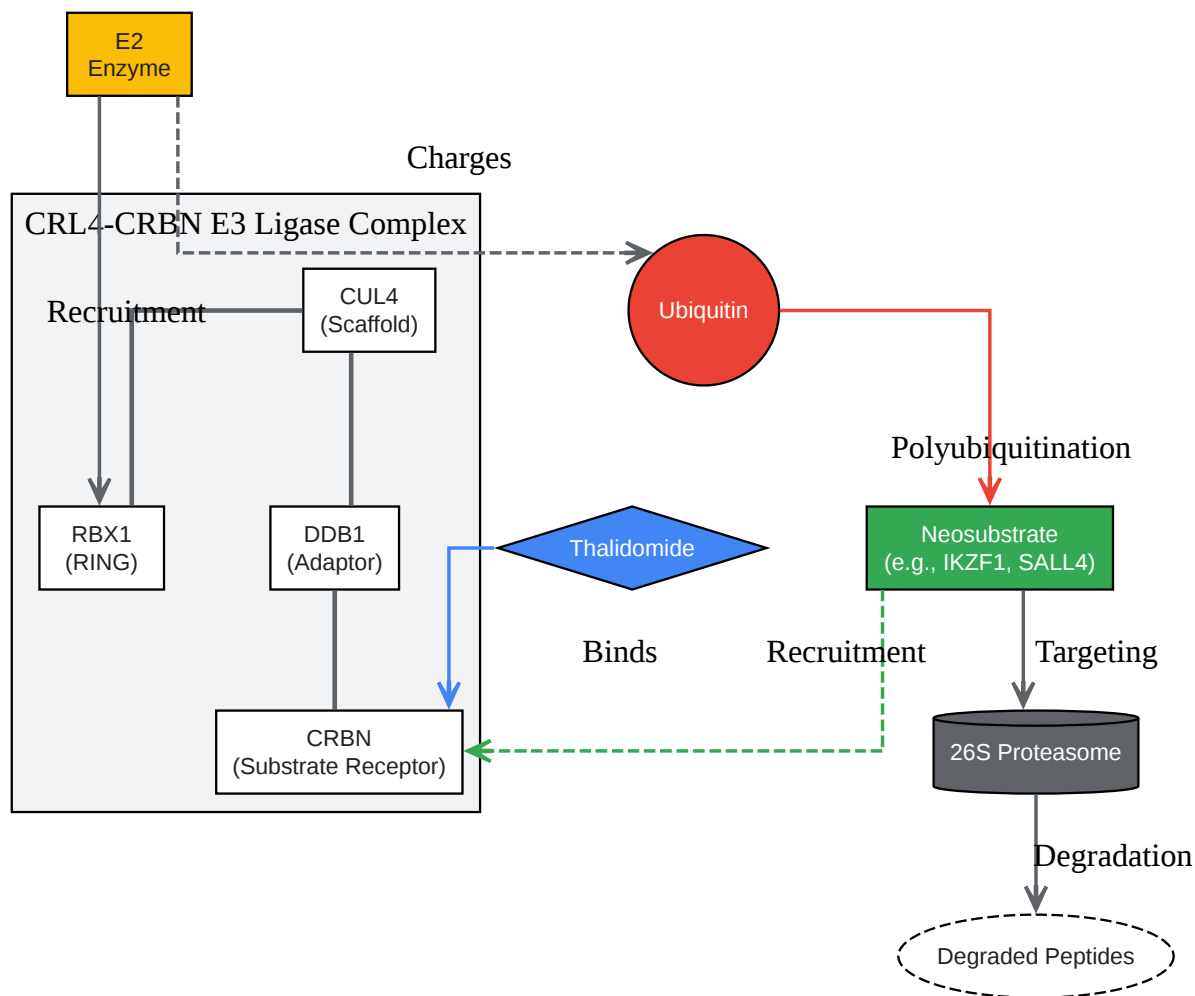 E2
Enzyme
Charges
CRL4-CRBN E3 Ligase Complex
CUL4
(Scaffold)
Recruitment
Ubiquitin
Polyubiquitination
RBX1
(RING)
DDB1
(Adaptor)
Thalidomide
Neosubstrate
(e.g., IKZF1, SALL4)
Binds
Recruitment
Targeting
CRBN
(Substrate Receptor)
26S Proteasome
Degradation
Degraded Peptides